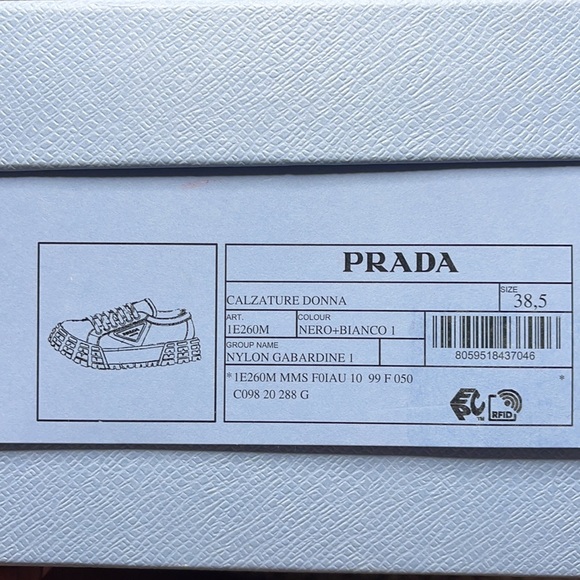 PRADA
CALZATURE DONNA
SIZE
38,5
ART.
1E260M
COLOUR
NERO+BIANCO 1
GROUP NAME
NYLON GABARDINE 1
8059518437046
*1E260M MMS F0IAU 10 99 F 050 *
C098 20 288 G
EPC™
RFID